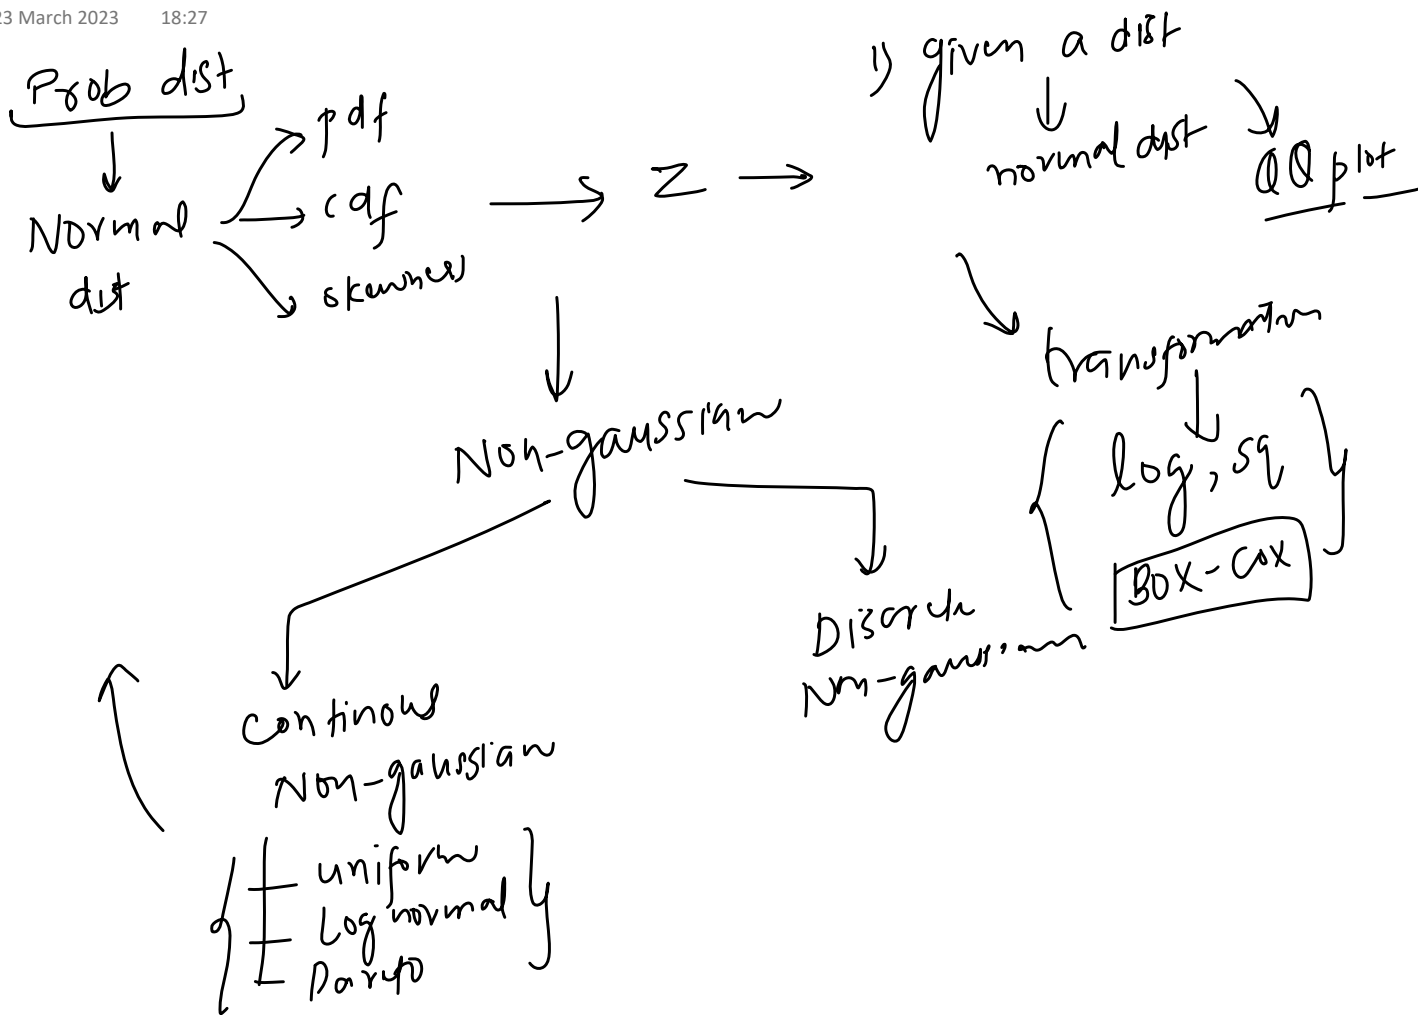 23 March 2023 18:27
Prob dist
Normal
dist
pdf
cdf
skewness
Z
1) given a dist
normal dist
QQ plot
transformation
log, sq
Box-Cox
Non-gaussian
Discrete
Non-gaussian
Continous
Non-gaussian
uniform
Log normal
Pareto